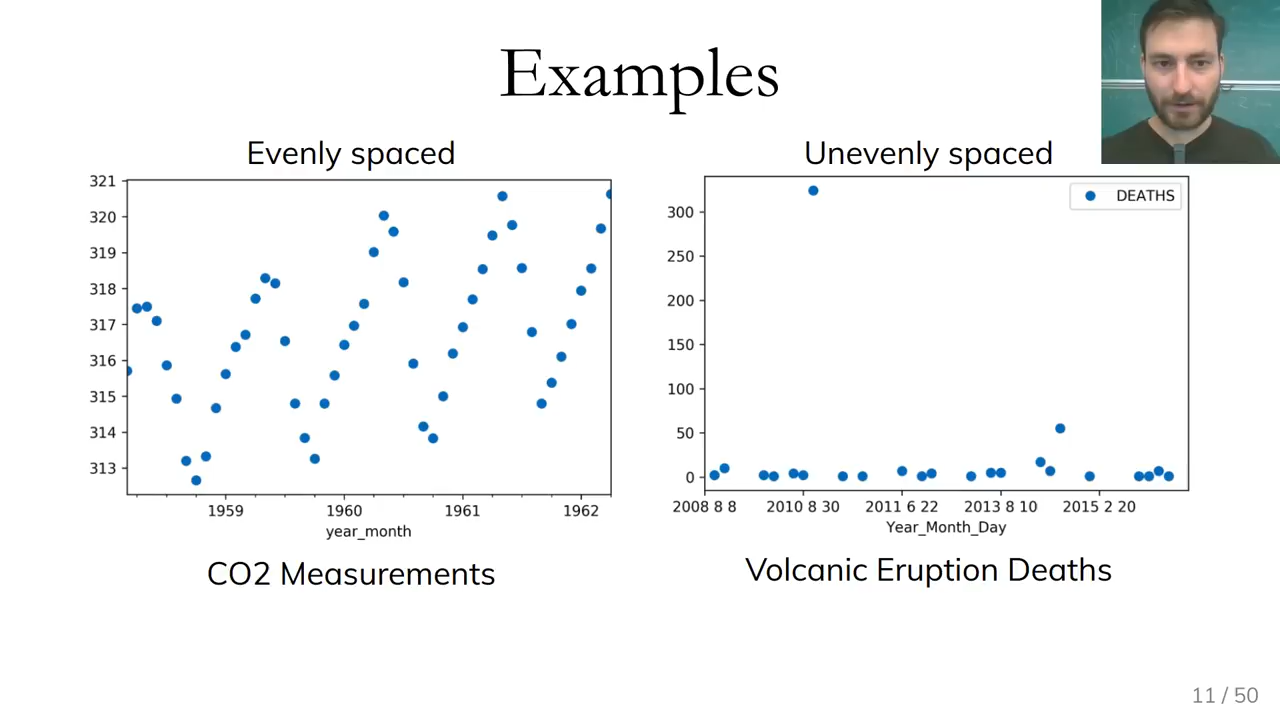 Examples
Evenly spaced
321
320
319
318
317
316
315
314
313
1959 1960 1961 1962
year_month
CO2 Measurements
Unevenly spaced
DEATHS
300
250
200
150
100
50
0
2008 8 8 2010 8 30 2011 6 22 2013 8 10 2015 2 20
Year_Month_Day
Volcanic Eruption Deaths
11 / 50